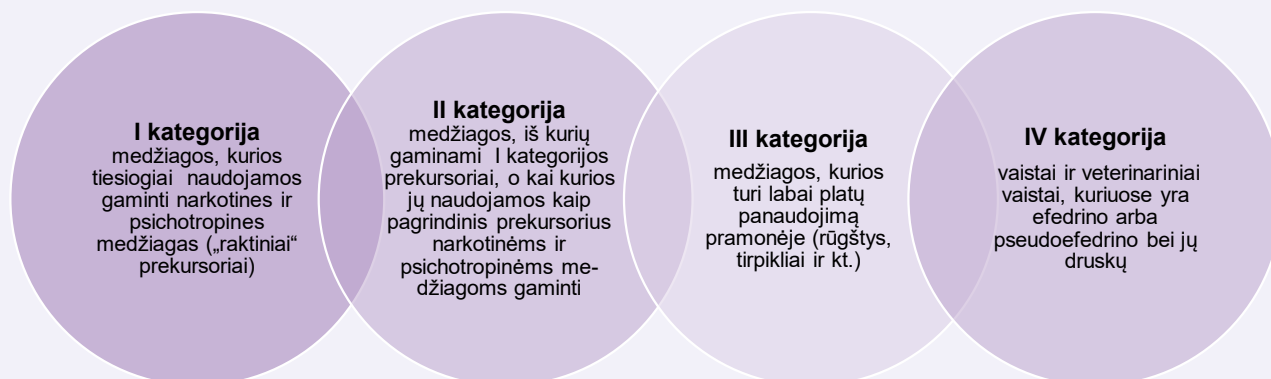 I kategorija
medžiagos, kurios
tiesiogiai naudojamos
gaminti narkotines ir
psichotropines
medžiagas („raktiniai“
prekursoriai)
II kategorija
medžiagos, iš kurių
gaminami I kategorijos
prekursoriai, o kai kurios
jų naudojamos kaip
pagrindinis prekursorius
narkotinėms ir
psichotropinėms me-
džiagoms gaminti
III kategorija
medžiagos, kurios
turi labai platų
panaudojimą
pramonėje (rūgštys,
tirpikliai ir kt.)
IV kategorija
vaistai ir veterinariniai
vaistai, kuriuose yra
efedrino arba
pseudoefedrino bei jų
druskų